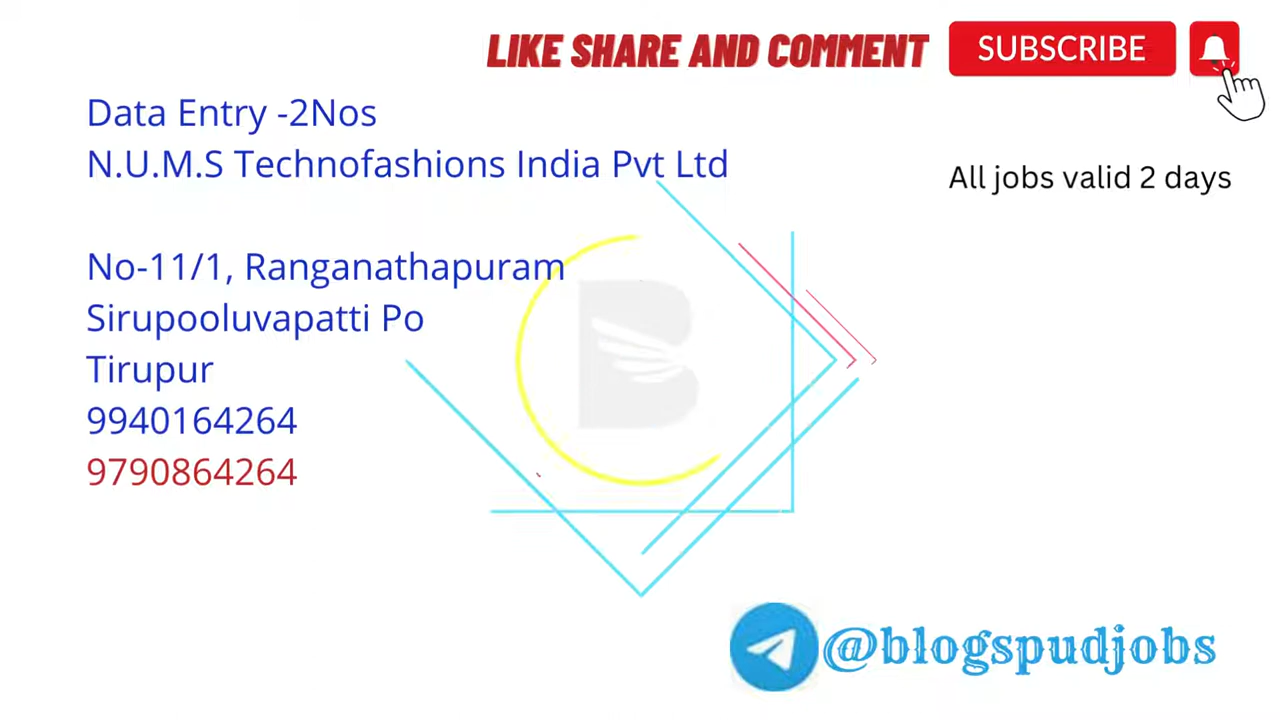 LIKE SHARE AND COMMENT
SUBSCRIBE
Data Entry -2Nos
N.U.M.S Technofashions India Pvt Ltd
All jobs valid 2 days
No-11/1, Ranganathapuram
Sirupooluvapatti Po
Tirupur
9940164264
9790864264
@blogspudjobs